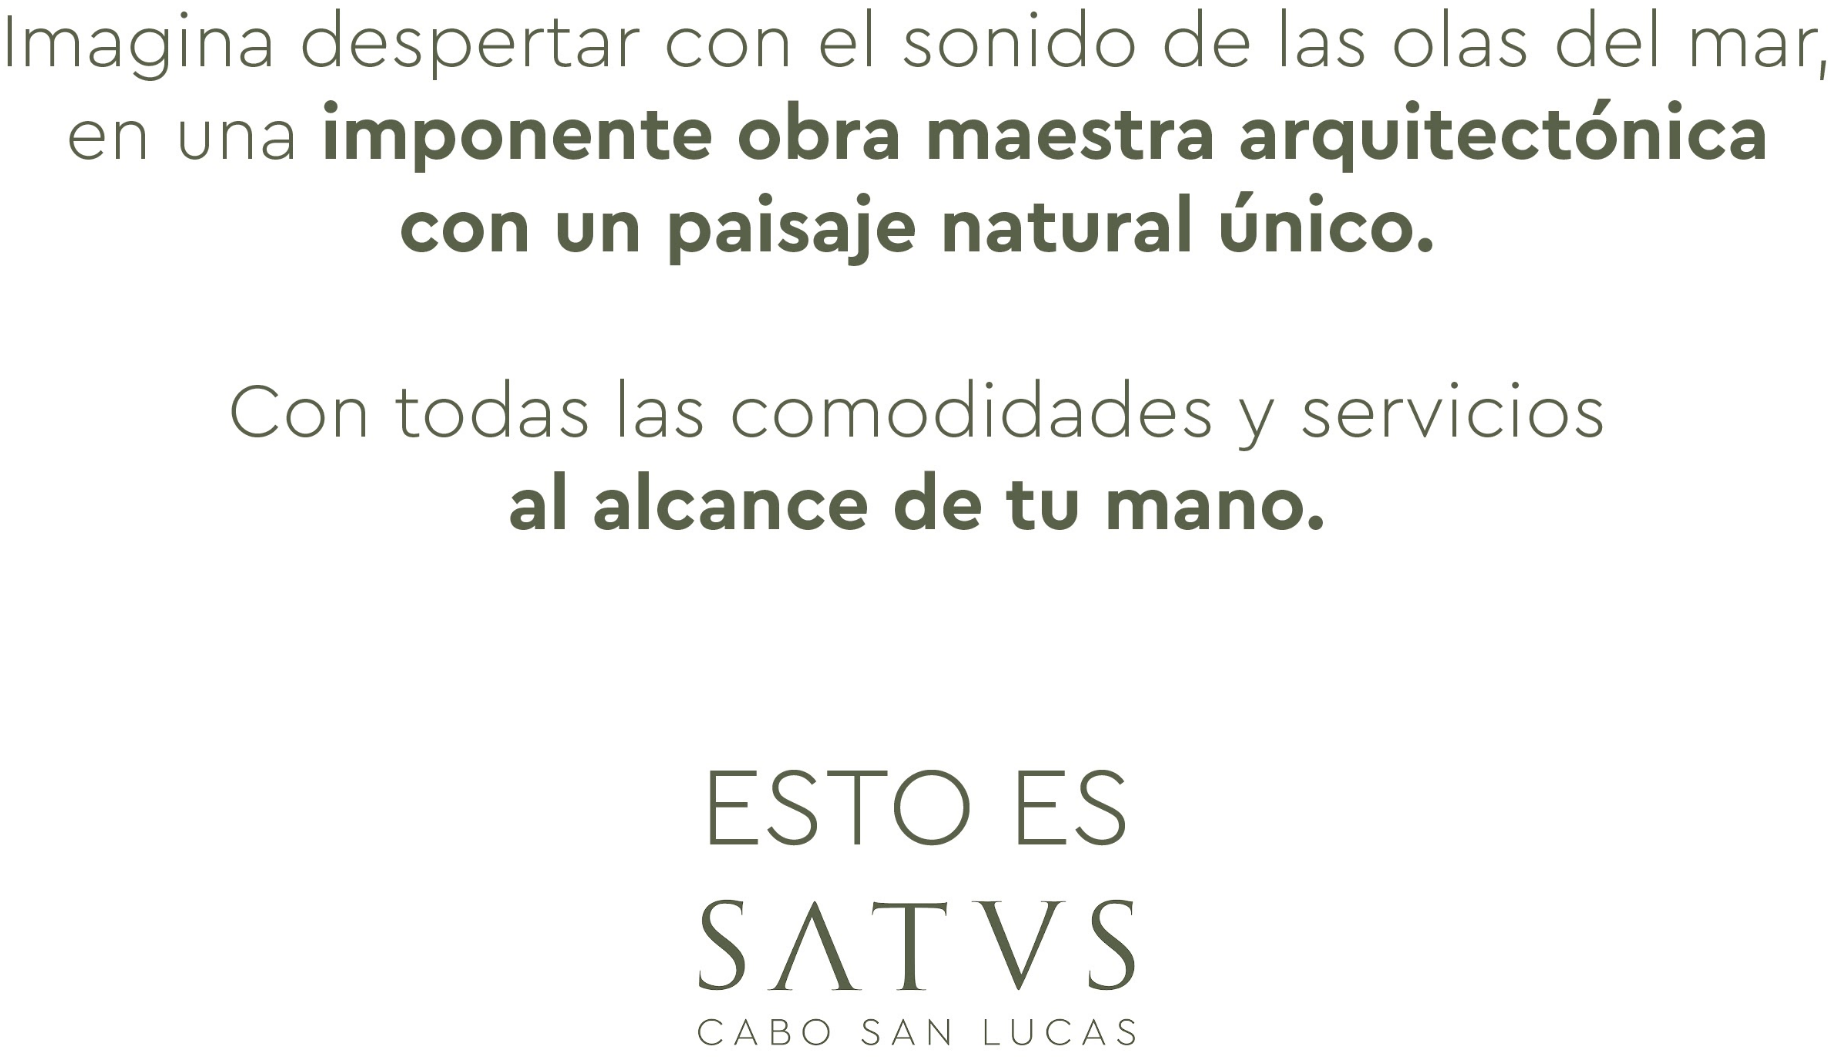 Imagina despertar con el sonido de las olas del mar,
en una imponente obra maestra arquitectónica
con un paisaje natural único.
Con todas las comodidades y servicios
al alcance de tu mano.
ESTO ES
SATVS
CABO SAN LUCAS